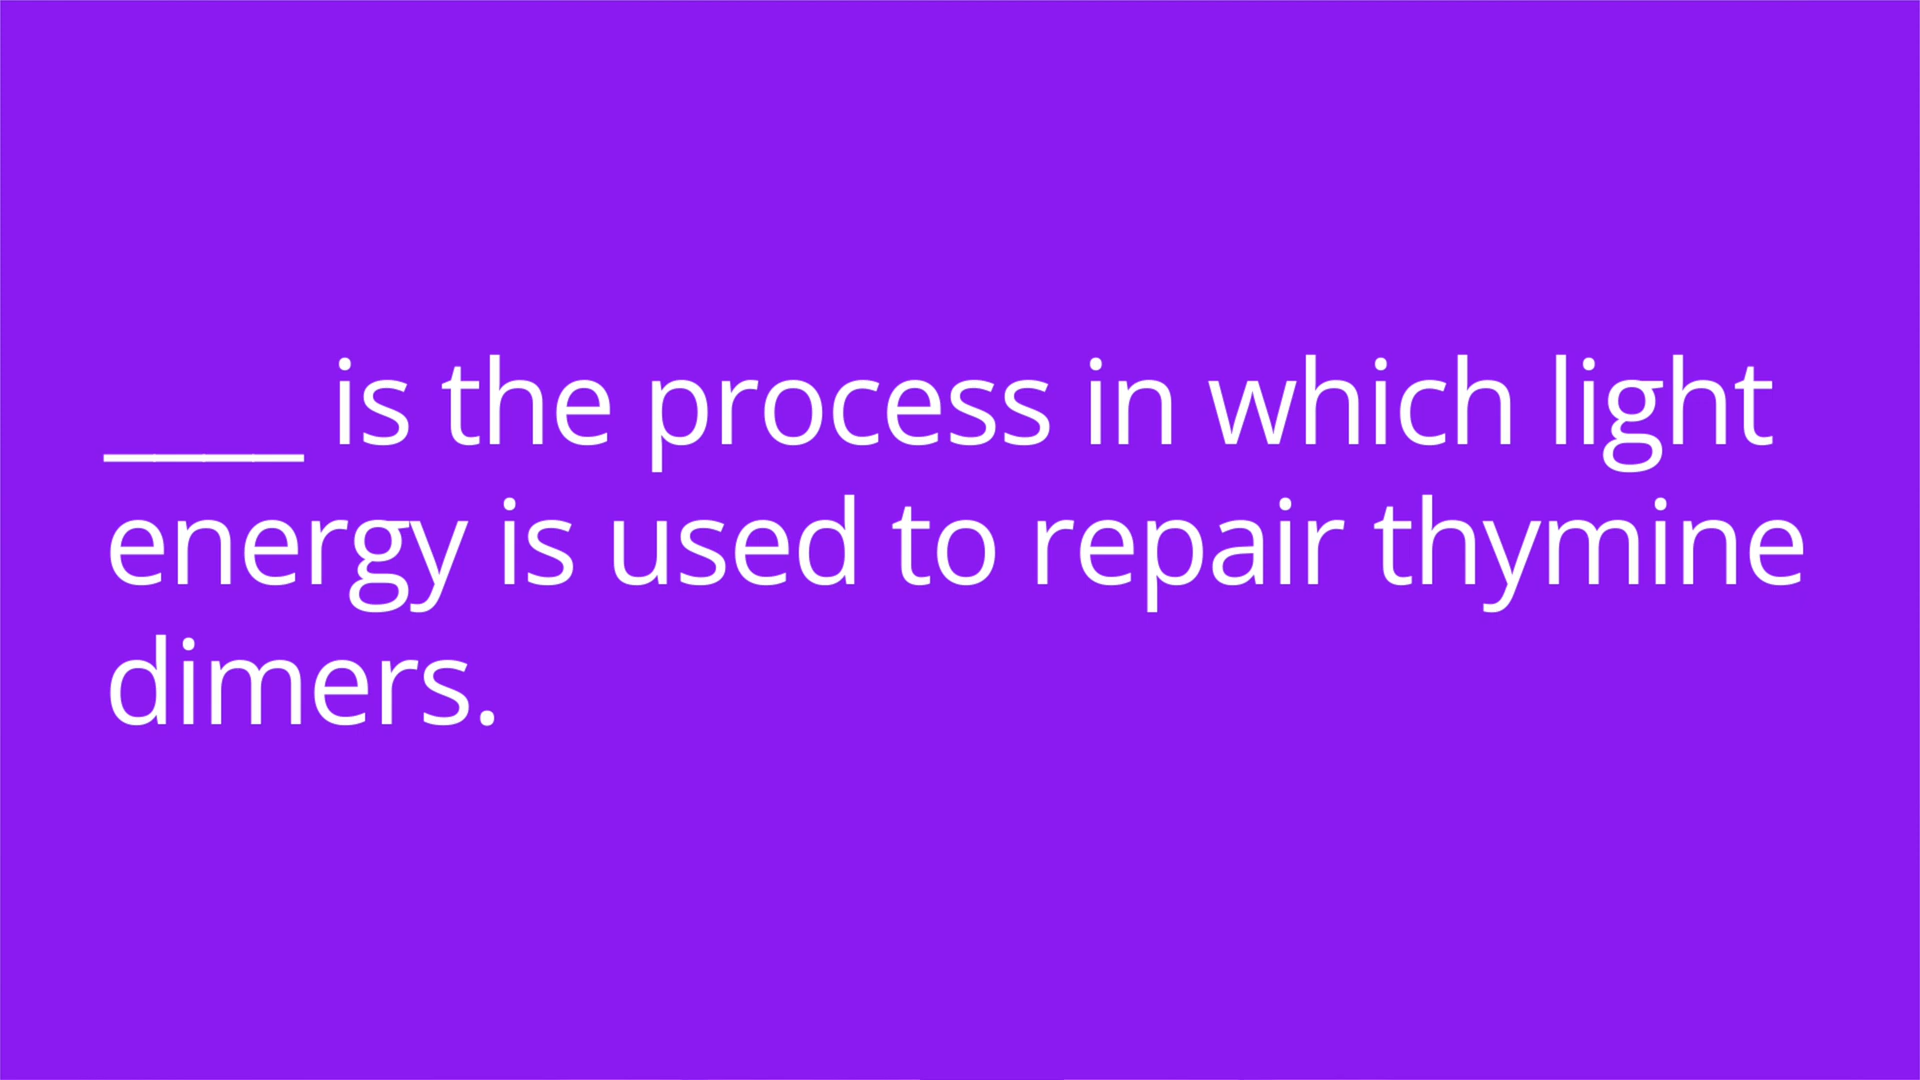 ____ is the process in which light
energy is used to repair thymine
dimers.